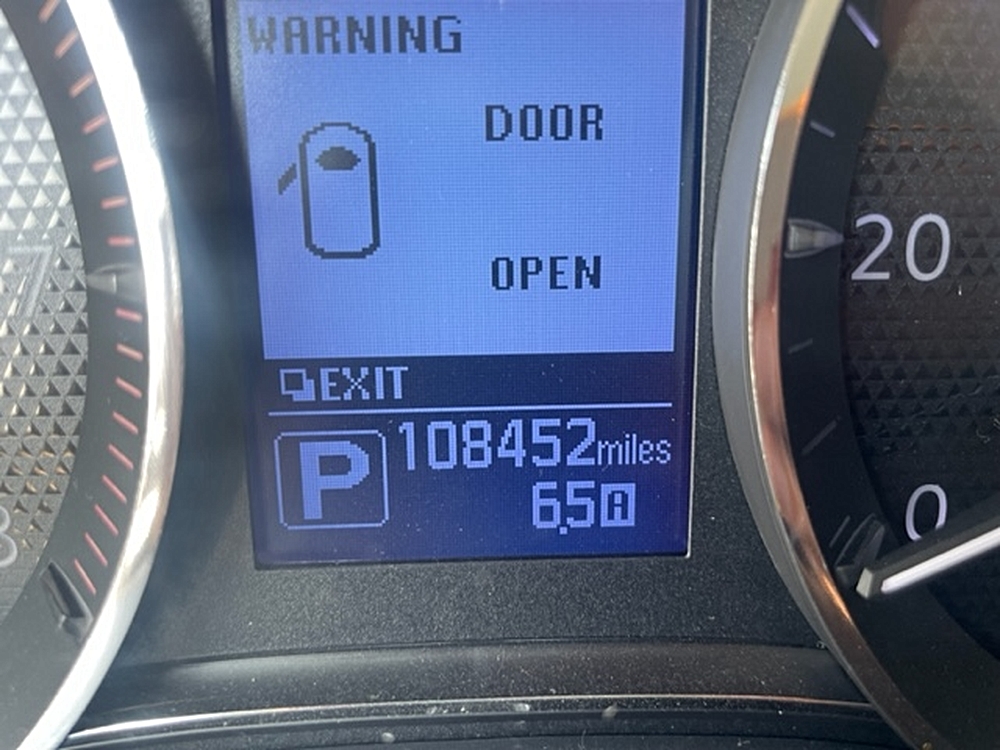 WARNING
DOOR
OPEN
EXIT
P
108452miles
6.5 A
20
0